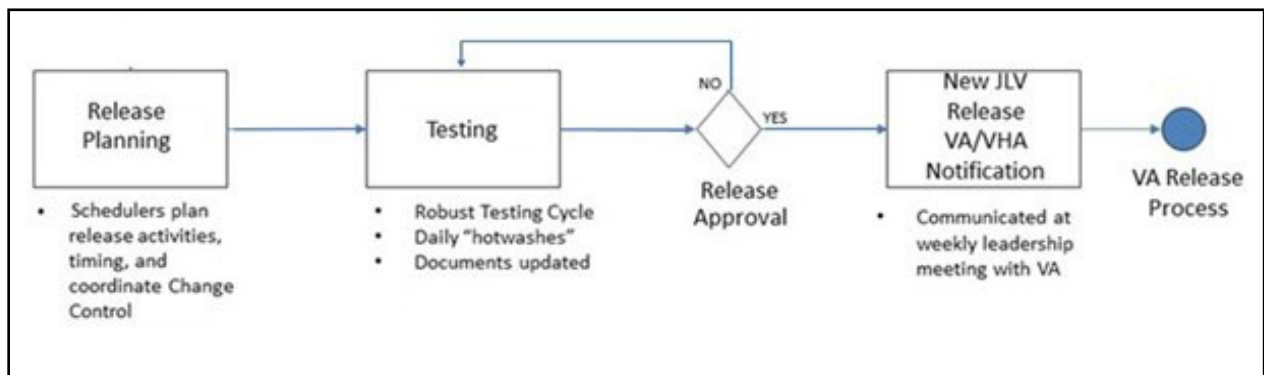 Release
Planning
• Schedulers plan
release activities,
timing, and
coordinate Change
Control
Testing
• Robust Testing Cycle
• Daily “hotwashes”
• Documents updated
NO
YES
Release
Approval
New JLV
Release
VA/VHA
Notification
• Communicated at
weekly leadership
meeting with VA
VA Release
Process